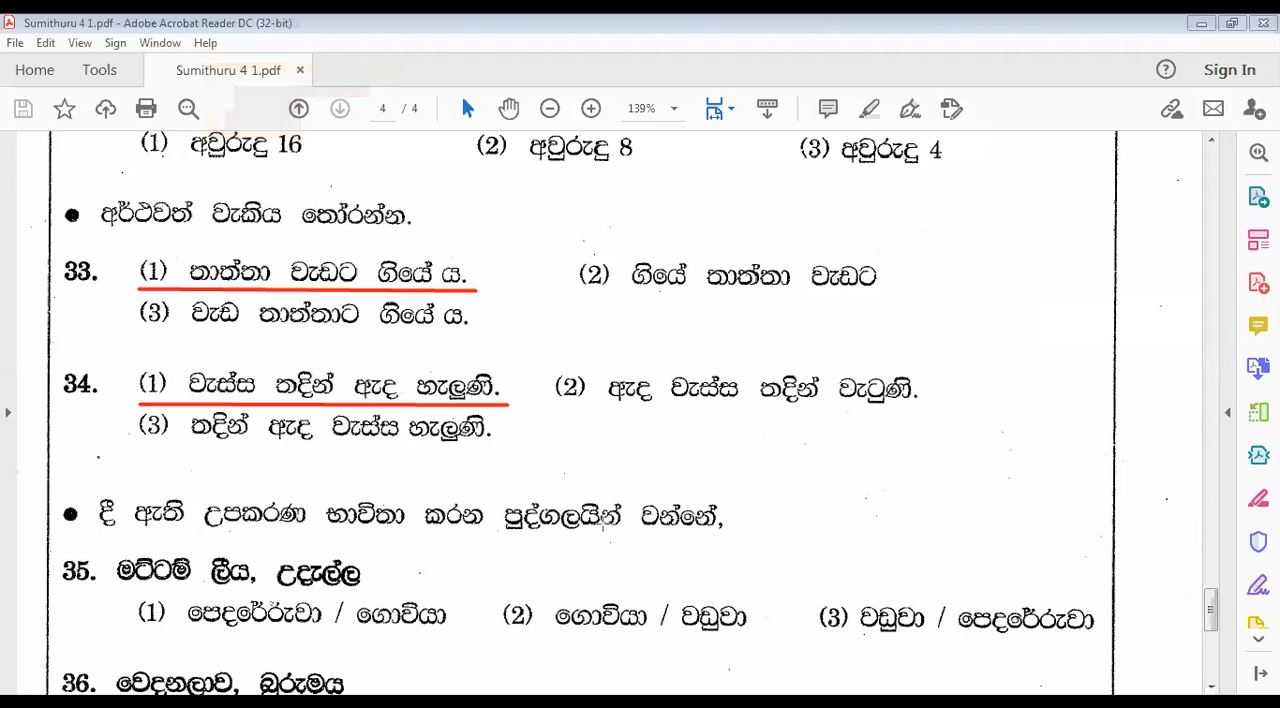 Sumithuru 4 1.pdf - Adobe Acrobat Reader DC (32-bit)
File Edit View Sign Window Help
Home Tools Sumithuru 4 1.pdf × Sign In
4 / 4 139%
(1) අවුරුදු 16 (2) අවුරුදු 8 (3) අවුරුදු 4
● අර්ථවත් වැකිය තෝරන්න.
33. (1) තාත්තා වැඩට ගියේ ය. (2) ගියේ තාත්තා වැඩට
(3) වැඩ තාත්තාට ගියේ ය.
34. (1) වැස්ස තදින් ඇද හැලුණි. (2) ඇද වැස්ස තදින් වැටුණි.
(3) තදින් ඇද වැස්ස හැලුණි.
● දී ඇති උපකරණ භාවිතා කරන පුද්ගලයින් වන්නේ,
35. මට්ටම් ලීය, උදැල්ල
(1) පෙදරේරුවා / ගොවියා (2) ගොවියා / වඩුවා (3) වඩුවා / පෙදරේරුවා
36. වෙදනලාව, බුරුමය